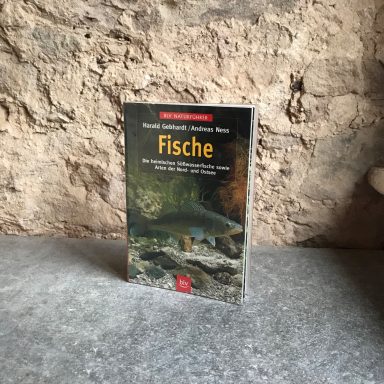 BLV NATURFÜHRER
Harald Gebhardt / Andreas Ness
Fische
Die heimischen Süßwasserfische sowie
Arten der Nord- und Ostsee
blv